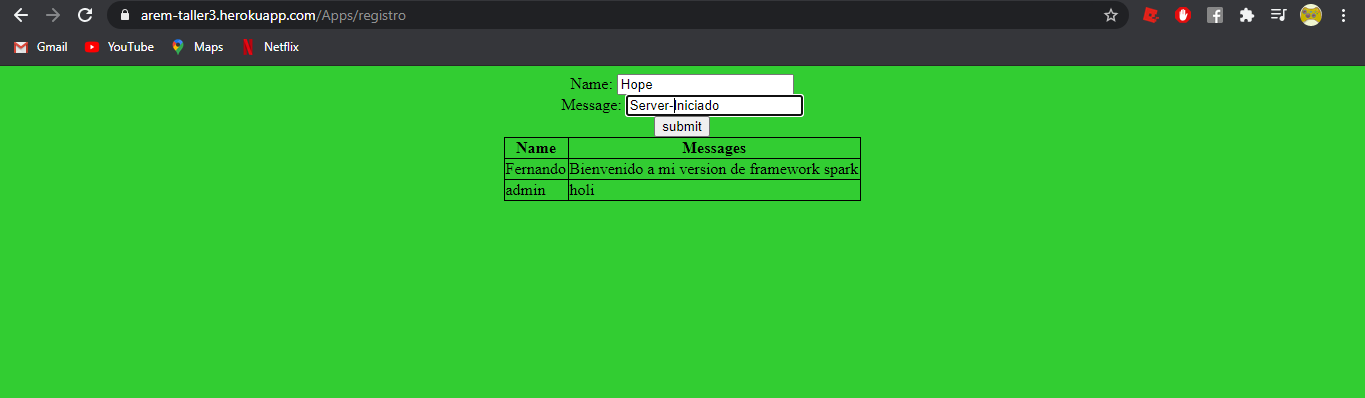 arem-taller3.herokuapp.com/Apps/registro
Gmail YouTube Maps Netflix
Name: Hope
Message: Server-Iniciado
submit
Name Messages
Fernando Bienvenido a mi version de framework spark
admin holi